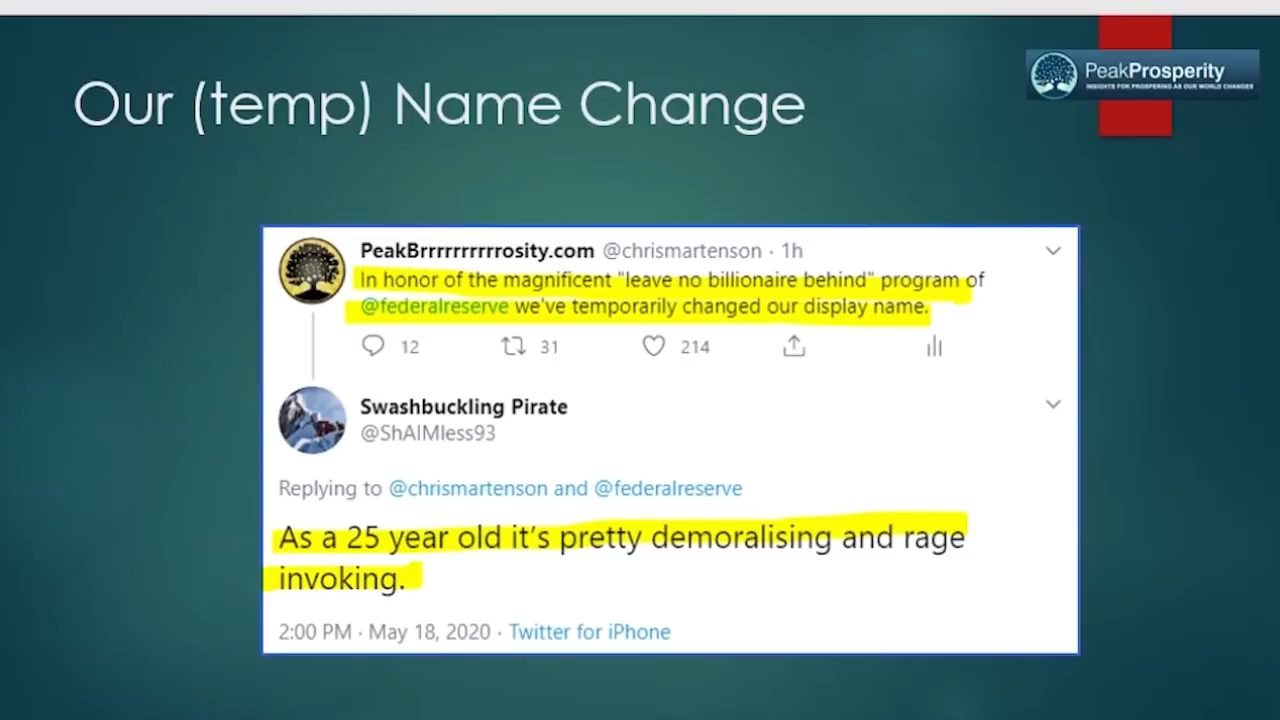 Our (temp) Name Change
PeakProsperity
INSIGHTS FOR PROSPERING AS OUR WORLD CHANGES
PeakBrrrrrrrrrrosity.com @chrismartenson · 1h
In honor of the magnificent "leave no billionaire behind" program of
@federalreserve we've temporarily changed our display name.
12 31 214
Swashbuckling Pirate
@ShAIMless93
Replying to @chrismartenson and @federalreserve
As a 25 year old it's pretty demoralising and rage
invoking.
2:00 PM · May 18, 2020 · Twitter for iPhone